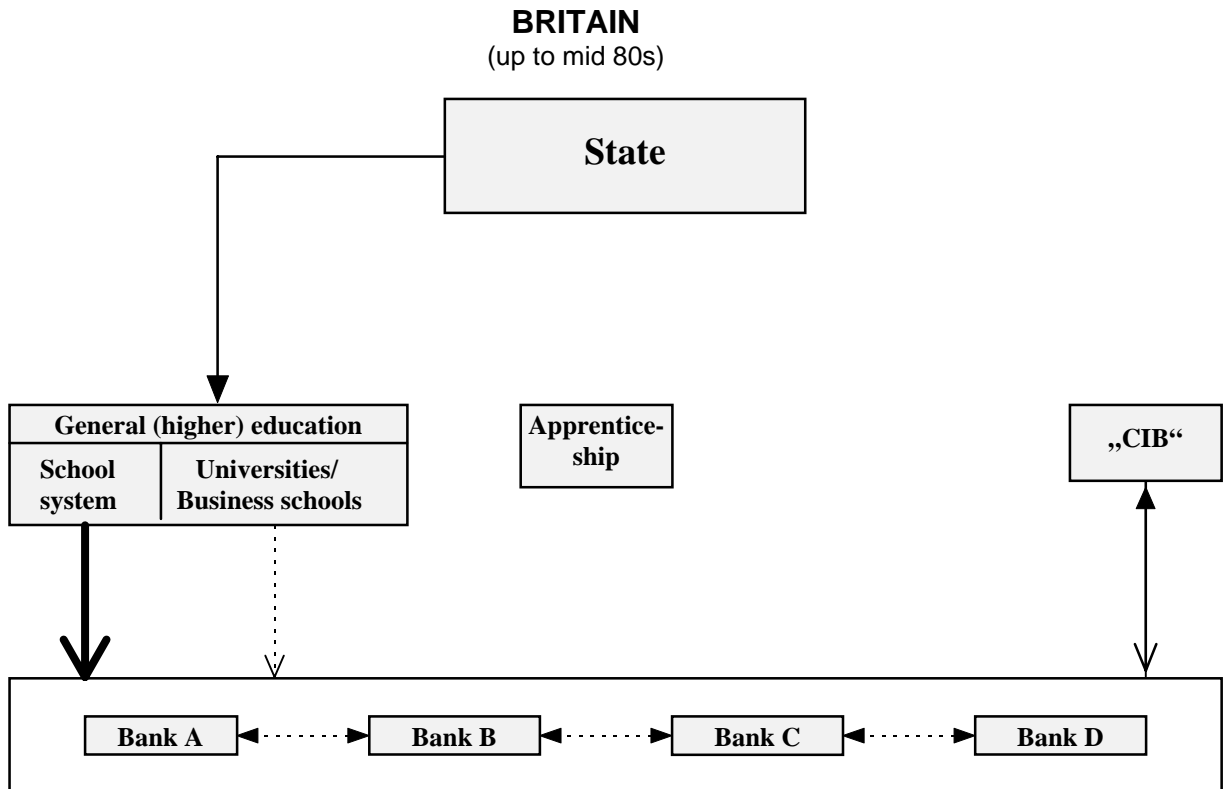 BRITAIN
(up to mid 80s)
State
General (higher) education
School
system
Universities/
Business schools
Apprentice-
ship
„CIB“
Bank A
Bank B
Bank C
Bank D